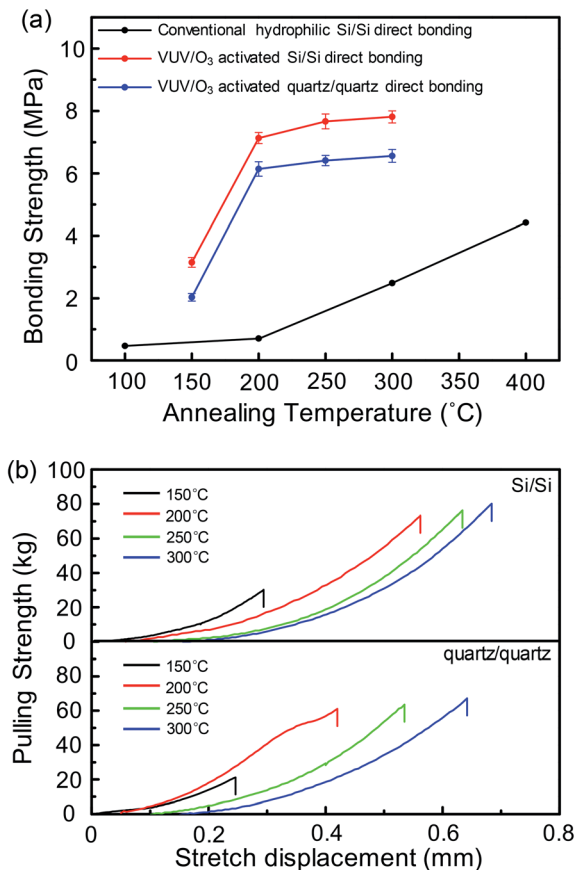 (a)
Conventional hydrophilic Si/Si direct bonding
VUV/O₃ activated Si/Si direct bonding
VUV/O₃ activated quartz/quartz direct bonding
10
8
6
4
2
0
Bonding Strength (MPa)
100 150 200 250 300 350 400
Annealing Temperature (˚C)
(b)
Si/Si
100
80
60
40
20
0
150˚C
200˚C
250˚C
300˚C
Pulling Strength (kg)
quartz/quartz
80
60
40
20
0
150˚C
200˚C
250˚C
300˚C
0 0.2 0.4 0.6 0.8
Stretch displacement (mm)